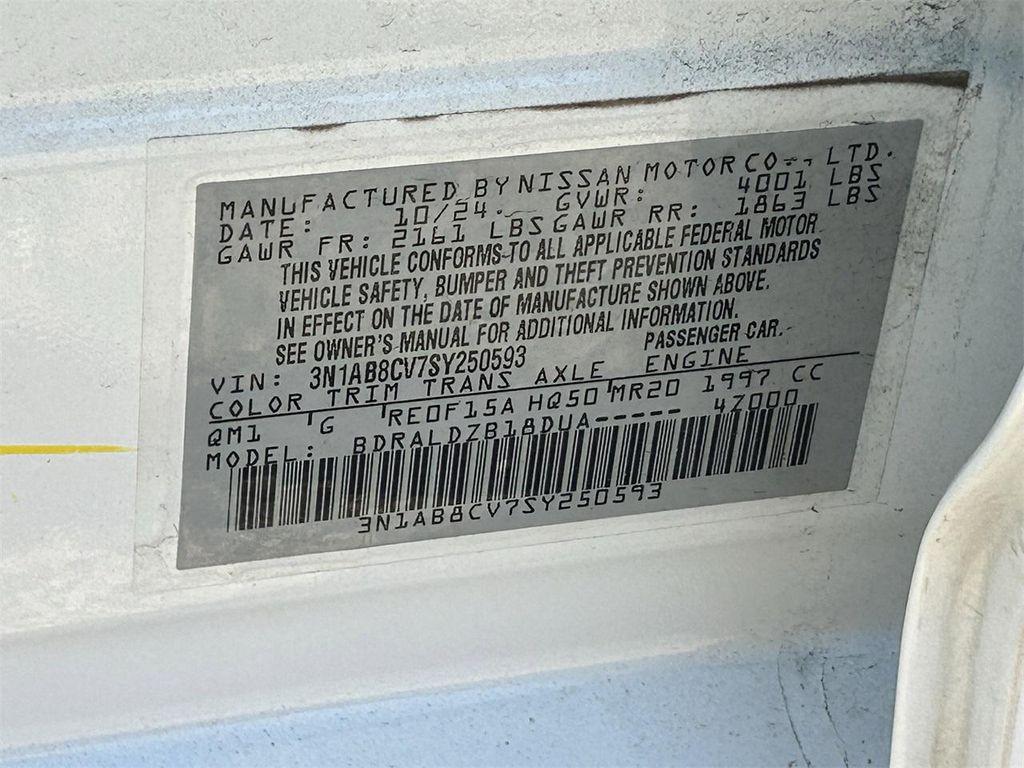 MANUFACTURED BY NISSAN MOTOR CO., LTD.
DATE: 10/24 GVWR: 4001 LBS
GAWR FR: 2161 LBS GAWR RR: 1863 LBS
THIS VEHICLE CONFORMS TO ALL APPLICABLE FEDERAL MOTOR
VEHICLE SAFETY, BUMPER AND THEFT PREVENTION STANDARDS
IN EFFECT ON THE DATE OF MANUFACTURE SHOWN ABOVE.
SEE OWNER'S MANUAL FOR ADDITIONAL INFORMATION.
VIN: 3N1AB8CV7SY250593 PASSENGER CAR.
COLOR TRIM TRANS AXLE ENGINE
QM1 G RE0F15A HQ50 MR20 1997 CC
MODEL: BDRALDZB18DUA----- 4Z000
3N1AB8CV7SY250593